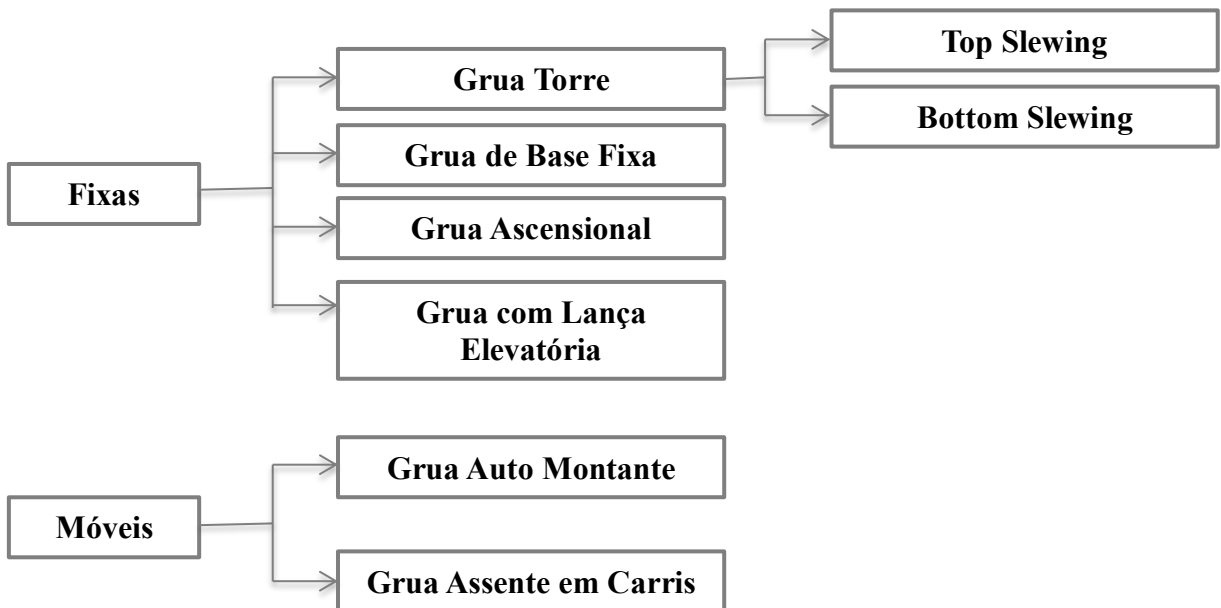 Top Slewing
Grua Torre
Bottom Slewing
Grua de Base Fixa
Fixas
Grua Ascensional
Grua com Lança
Elevatória
Grua Auto Montante
Móveis
Grua Assente em Carris